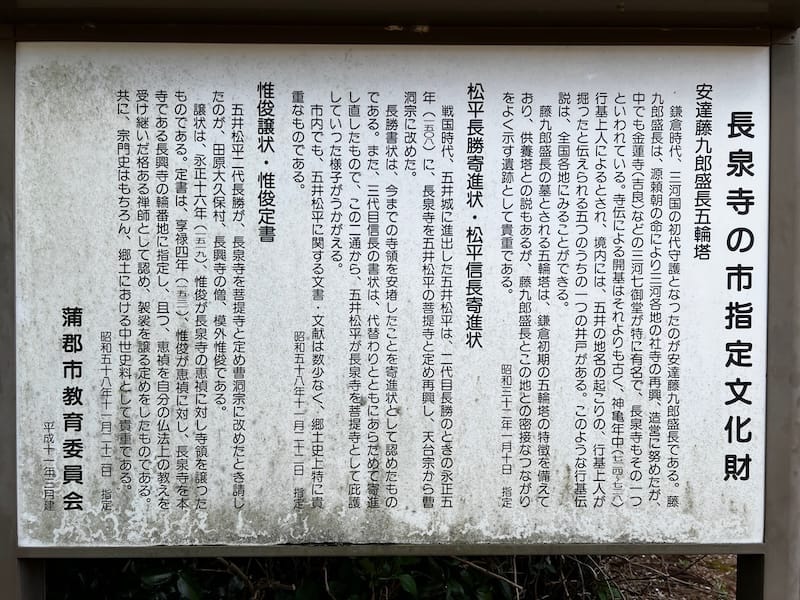 長泉寺の市指定文化財
安達藤九郎盛長五輪塔
鎌倉時代、三河国の初代守護となったのが安達藤九郎盛長である。藤
九郎盛長は、源頼朝の命により三河各地の社寺の再興、造営に努めたが、
中でも金蓮寺(吉良)などの三河七御堂が特に有名で、長泉寺もその一つ
といわれている。寺伝による開基はそれよりも古く、神亀年中(七二四~七二八)
行基上人によるとされ、境内には、五井の地名の起こりの、行基上人が
掘つたと伝えられる五つのうちの一つの井戸がある。このような行基伝
説は、全国各地にみることができる。
藤九郎盛長の墓とされる五輪塔は、鎌倉初期の五輪塔の特徴を備えて
おり、供養塔との説もあるが、藤九郎盛長とこの地との密接なつながり
をよく示す遺跡として貴重である。
昭和三十二年一月十日 指定
松平長勝寄進状・松平信長寄進状
戦国時代、五井城に進出した五井松平は、二代目長勝のときの永正五
年(一五〇八)に、長泉寺を五井松平の菩提寺と定め再興し、天台宗から曹
洞宗に改めた。
長勝書状は、今までの寺領を安堵したことを寄進状として認めたもの
である。また、三代目信長の書状は、代替わりとともにあらためて寄進
し直したもので、この二通から、五井松平が長泉寺を菩提寺として庇護
していつた様子がうかがえる。
市内でも、五井松平に関する文書・文献は数少なく、郷土史上特に貴
重なものである。
昭和五十八年十一月二十二日 指定
惟俊譲状・惟俊定書
五井松平二代長勝が、長泉寺を菩提寺と定め曹洞宗に改めたとき請し
たのが、田原大久保村、長興寺の僧、模外惟俊である。
譲状は、永正十六年(一五一九)、惟俊が長泉寺の恵禎に対し寺領を譲つた
ものである。定書は、享禄四年(一五三一)、惟俊が恵禎に対し、長泉寺を本
寺である長興寺の輪番地に指定し、且つ、恵禎を自分の仏法上の教えを
受け継いだ格ある禅師として認め、袈裟を譲る定めをしたものである。
共に、宗門史はもちろん、郷土における中世史料として貴重である。
昭和五十八年十一月二十二日 指定
蒲郡市教育委員会
平成十一年三月建